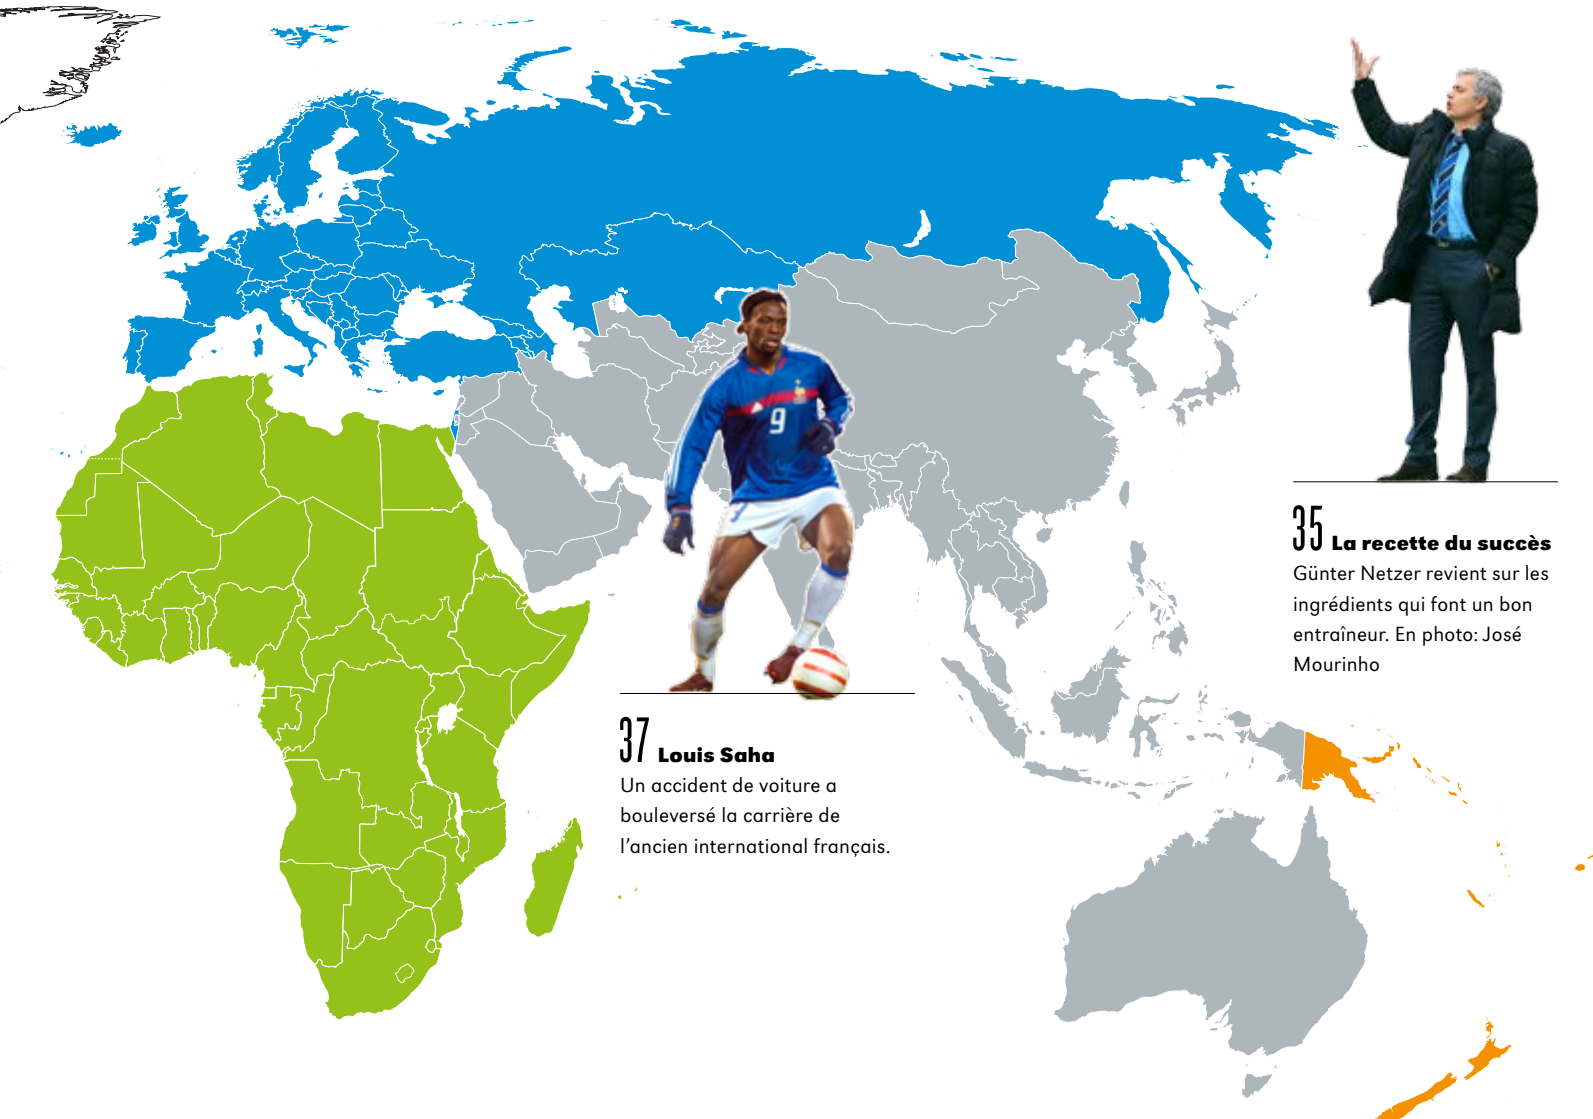 9
35 La recette du succès
Günter Netzer revient sur les
ingrédients qui font un bon
entraîneur. En photo: José
Mourinho
37 Louis Saha
Un accident de voiture a
bouleversé la carrière de
l’ancien international français.